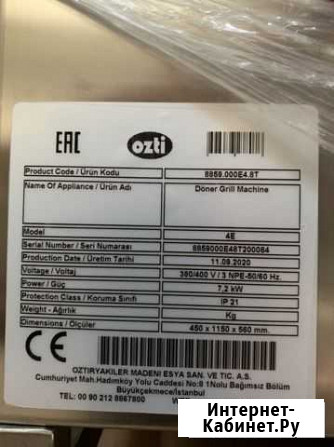 EAC ozti
Product Code / Ürün Kodu 8859.000E4.8T
Name Of Appliance / Ürün Adı Döner Grill Machine
Model 4E
Serial Number / Seri Numarası 8859000E48T200064
Production Date / Üretim Tarihi 11.09.2020
Voltage / Voltaj 380/400 V / 3 NPE-50/60 Hz.
Power / Güç 7,2 kW
Protection Class / Koruma Sınıfı IP 21
Weight - Ağırlık Kg
Dimensions / Ölçüler 450 x 1150 x 560 mm.
CE
OZTIRYAKILER MADENI ESYA SAN. VE TIC. A.S.
Cumhuriyet Mah.Hadımköy Yolu Caddesi No:8 1Nolu Bağımsız Bölüm
Büyükçekmece/İstanbul
TEL: 00 90 212 8867800
Интернет-
Кабинет.Ру